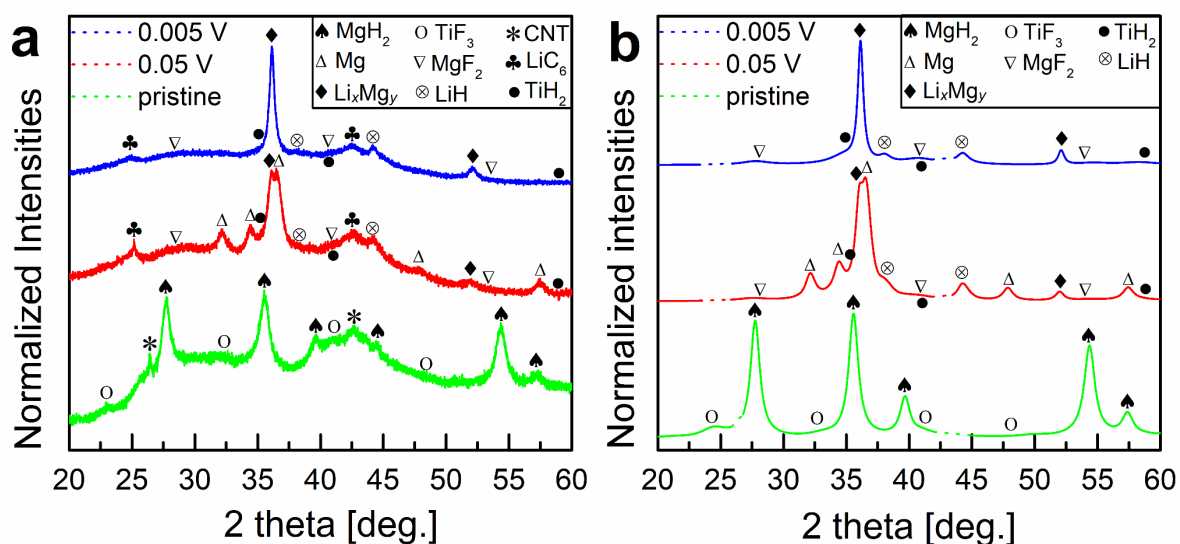 a
0.005 V
0.05 V
pristine
♠ MgH₂ O TiF₃ * CNT
Δ Mg ∇ MgF₂ ♣ LiC₆
♦ LiₓMgᵧ ⊗ LiH ● TiH₂
Normalized Intensities
20 25 30 35 40 45 50 55 60
2 theta [deg.]
b
0.005 V
0.05 V
pristine
♠ MgH₂ O TiF₃ ● TiH₂
Δ Mg ∇ MgF₂ ⊗ LiH
♦ LiₓMgᵧ
Normalized intensities
20 25 30 35 40 45 50 55 60
2 theta [deg.]